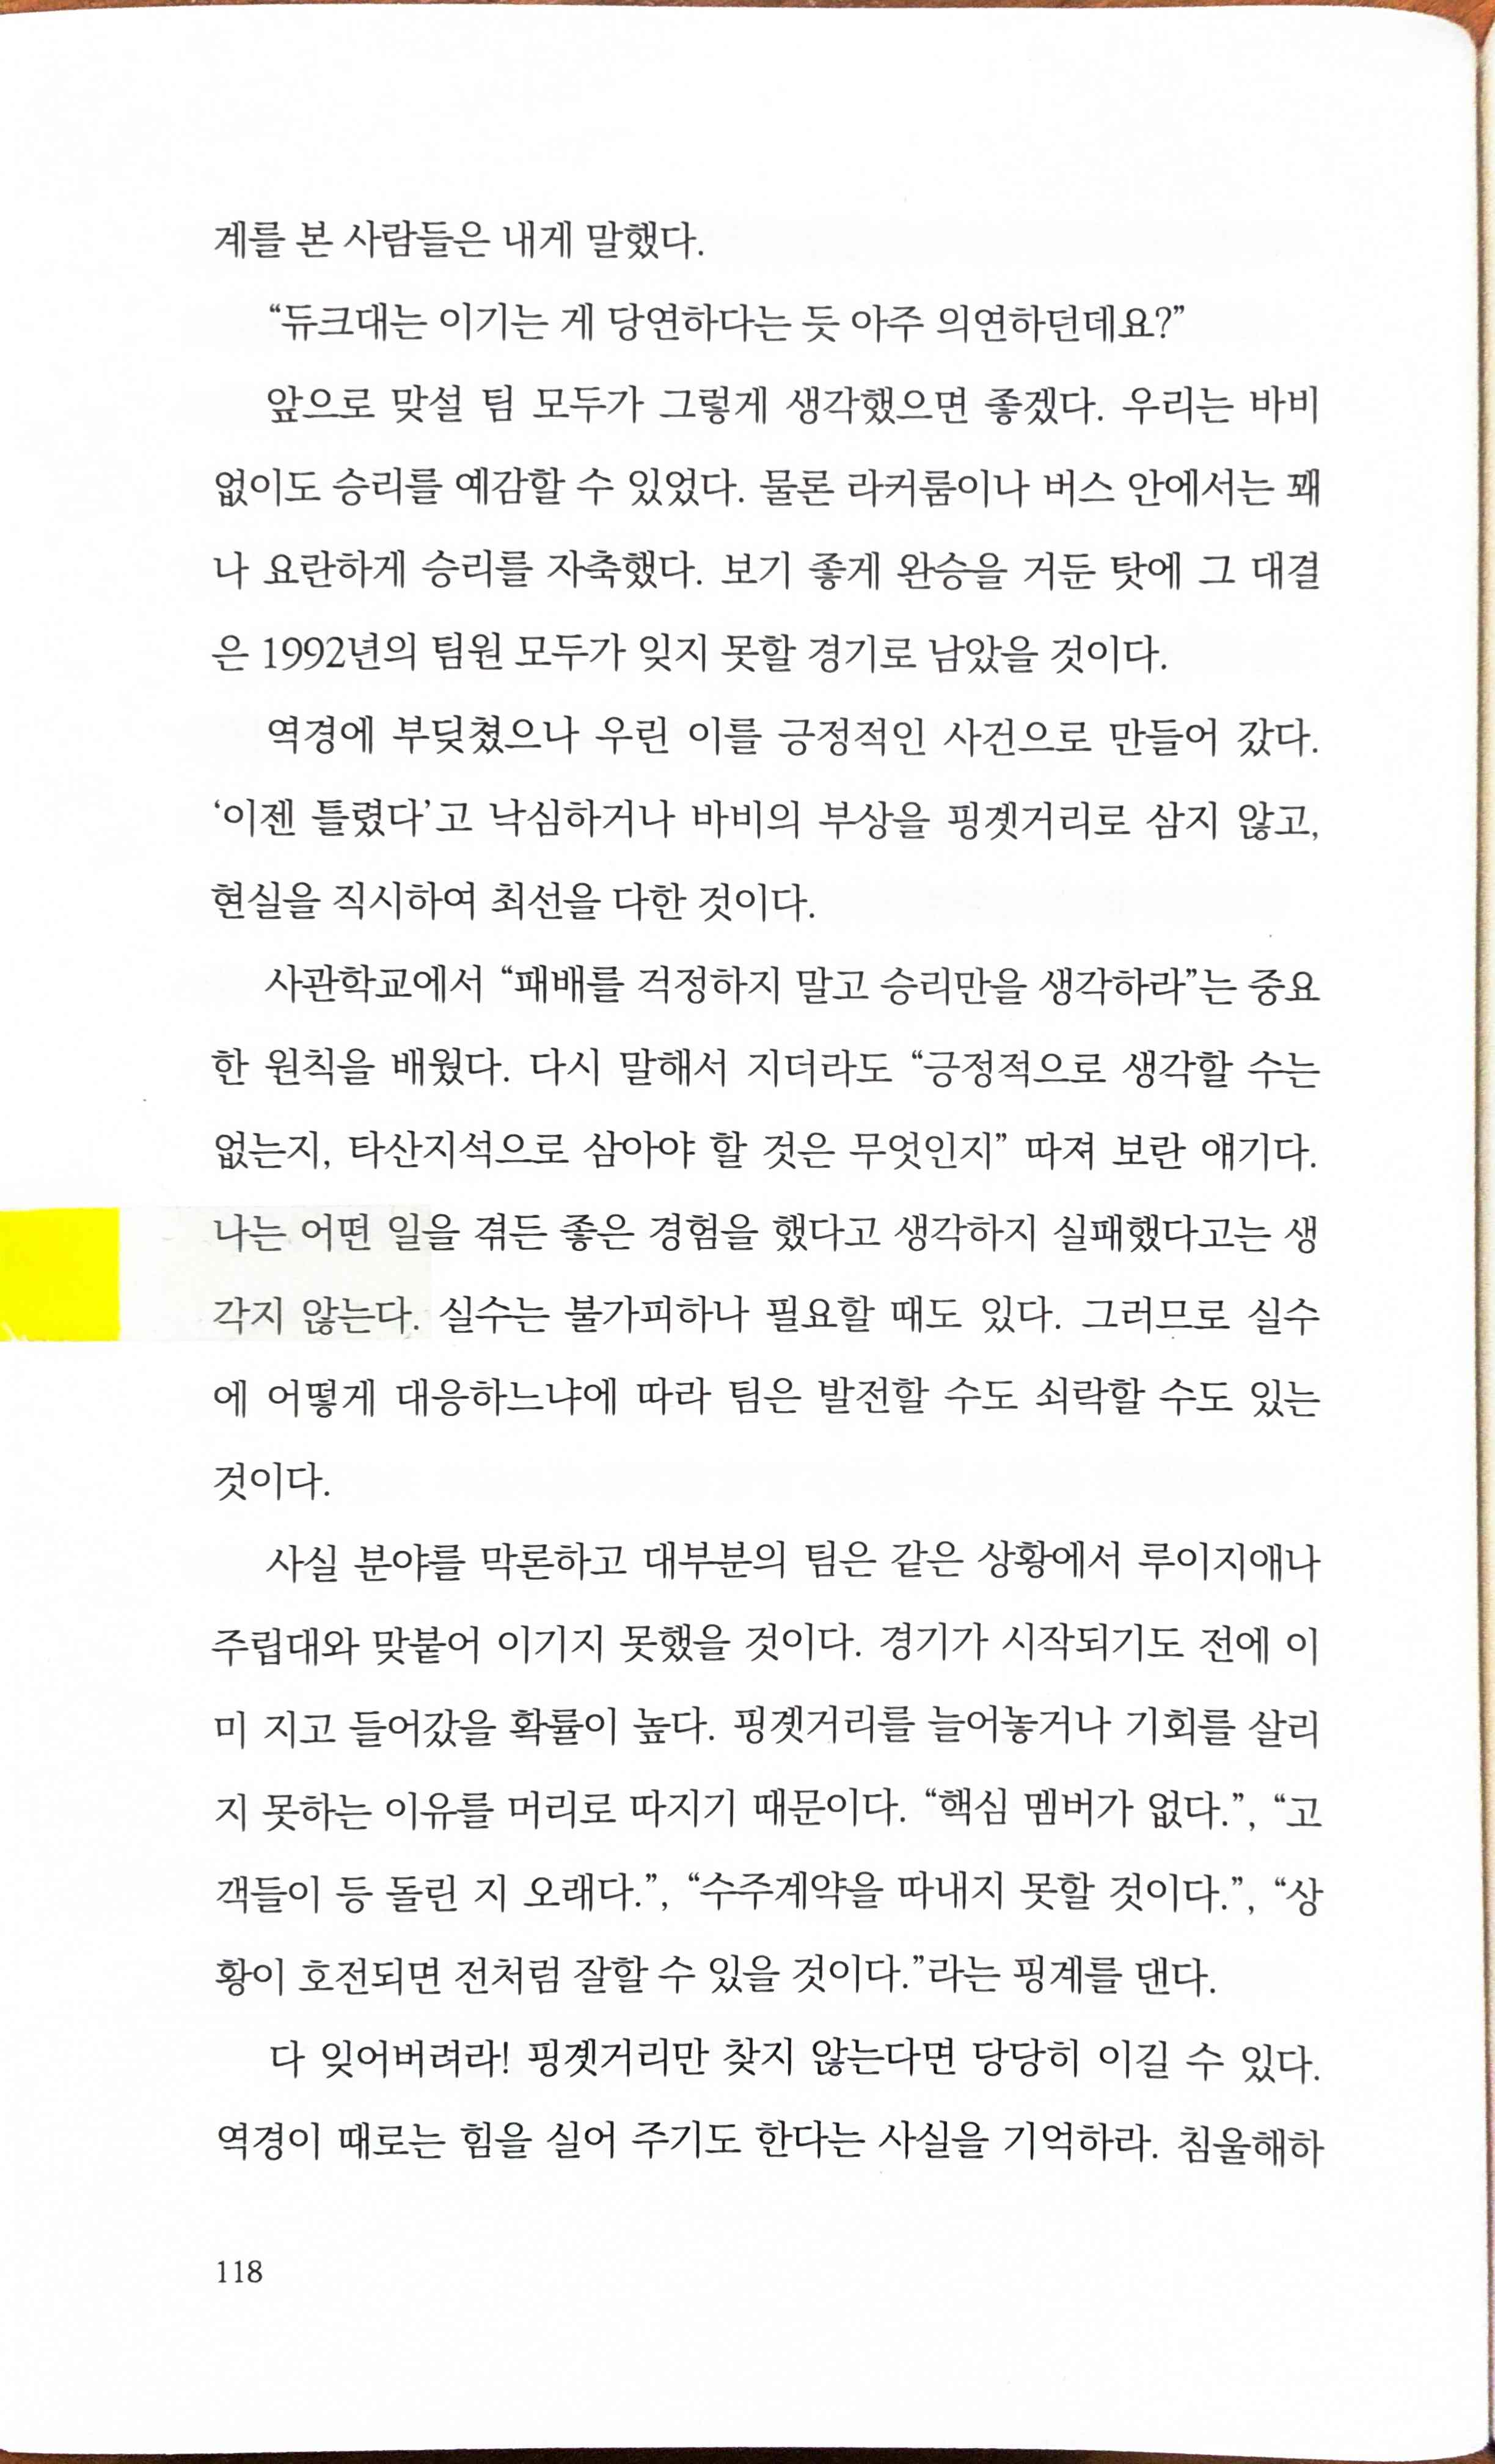 계를 본 사람들은 내게 말했다.
“듀크대는 이기는 게 당연하다는 듯 아주 의연하던데요?”
앞으로 맞설 팀 모두가 그렇게 생각했으면 좋겠다. 우리는 바비
없이도 승리를 예감할 수 있었다. 물론 라커룸이나 버스 안에서는 꽤
나 요란하게 승리를 자축했다. 보기 좋게 완승을 거둔 탓에 그 대결
은 1992년의 팀원 모두가 잊지 못할 경기로 남았을 것이다.
역경에 부딪쳤으나 우린 이를 긍정적인 사건으로 만들어 갔다.
‘이젠 틀렸다’고 낙심하거나 바비의 부상을 핑곗거리로 삼지 않고,
현실을 직시하여 최선을 다한 것이다.
사관학교에서 “패배를 걱정하지 말고 승리만을 생각하라”는 중요
한 원칙을 배웠다. 다시 말해서 지더라도 “긍정적으로 생각할 수는
없는지, 타산지석으로 삼아야 할 것은 무엇인지” 따져 보란 얘기다.
나는 어떤 일을 겪든 좋은 경험을 했다고 생각하지 실패했다고는 생
각지 않는다. 실수는 불가피하나 필요할 때도 있다. 그러므로 실수
에 어떻게 대응하느냐에 따라 팀은 발전할 수도 쇠락할 수도 있는
것이다.
사실 분야를 막론하고 대부분의 팀은 같은 상황에서 루이지애나
주립대와 맞붙어 이기지 못했을 것이다. 경기가 시작되기도 전에 이
미 지고 들어갔을 확률이 높다. 핑곗거리를 늘어놓거나 기회를 살리
지 못하는 이유를 머리로 따지기 때문이다. “핵심 멤버가 없다.”, “고
객들이 등 돌린 지 오래다.”, “수주계약을 따내지 못할 것이다.”, “상
황이 호전되면 전처럼 잘할 수 있을 것이다.”라는 핑계를 댄다.
다 잊어버려라! 핑곗거리만 찾지 않는다면 당당히 이길 수 있다.
역경이 때로는 힘을 실어 주기도 한다는 사실을 기억하라. 침울해하
118